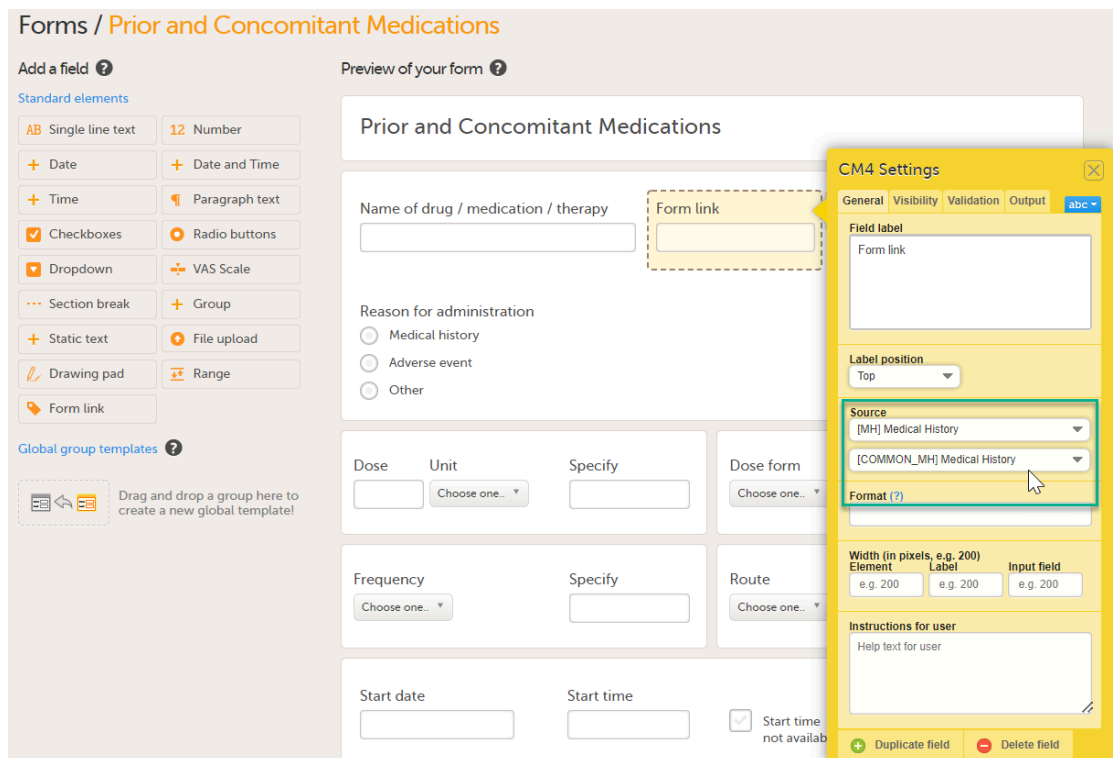 Forms / Prior and Concomitant Medications
Add a field ?
Standard elements
AB Single line text
12 Number
+ Date
+ Date and Time
+ Time
¶ Paragraph text
Checkboxes
Radio buttons
Dropdown
VAS Scale
Section break
+ Group
+ Static text
File upload
Drawing pad
Range
Form link
Global group templates ?
Drag and drop a group here to
create a new global template!
Preview of your form ?
Prior and Concomitant Medications
Name of drug / medication / therapy
Form link
Reason for administration
Medical history
Adverse event
Other
Dose
Unit
Choose one..
Specify
Dose form
Choose one..
Frequency
Choose one..
Specify
Route
Choose one..
Start date
Start time
Start time
not availab
CM4 Settings
General Visibility Validation Output abc
Field label
Form link
Label position
Top
Source
[MH] Medical History
[COMMON_MH] Medical History
Format (?)
Width (in pixels, e.g. 200)
Element Label Input field
e.g. 200 e.g. 200 e.g. 200
Instructions for user
Help text for user
Duplicate field Delete field